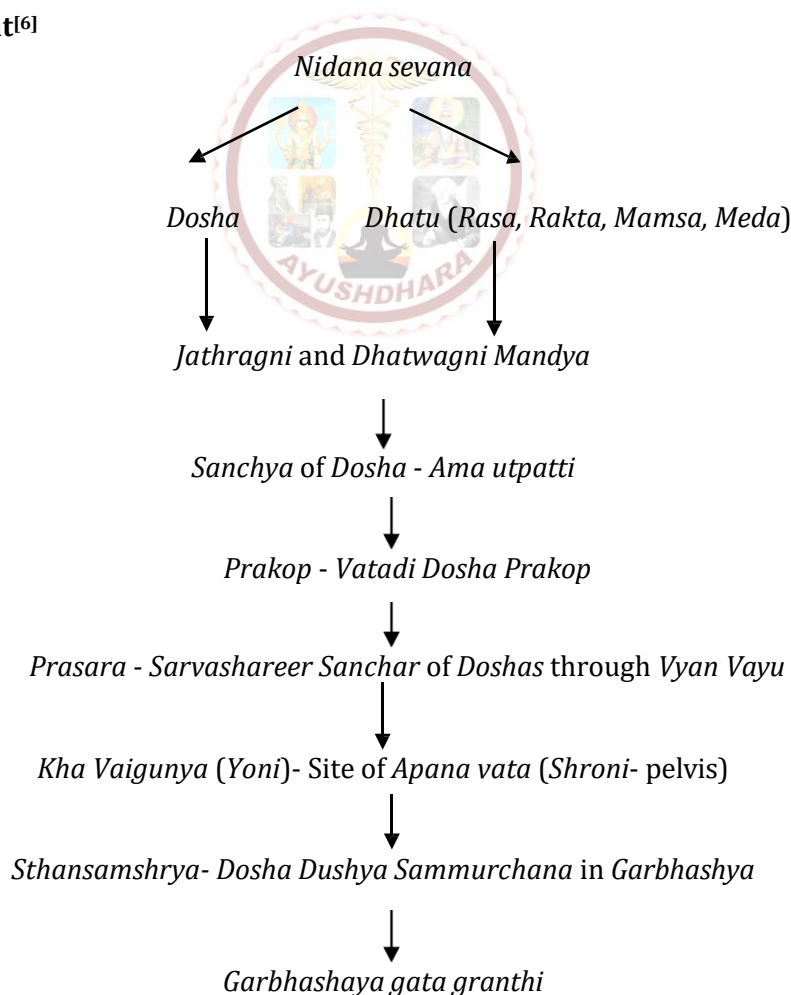 t[6]
Nidana sevana
Dosha
Dhatu (Rasa, Rakta, Mamsa, Meda)
AYUSHDHARA
Jathragni and Dhatwagni Mandya
Sanchya of Dosha - Ama utpatti
Prakop - Vatadi Dosha Prakop
Prasara - Sarvashareer Sanchar of Doshas through Vyan Vayu
Kha Vaigunya (Yoni)- Site of Apana vata (Shroni- pelvis)
Sthansamshrya- Dosha Dushya Sammurchana in Garbhashya
Garbhashaya gata granthi